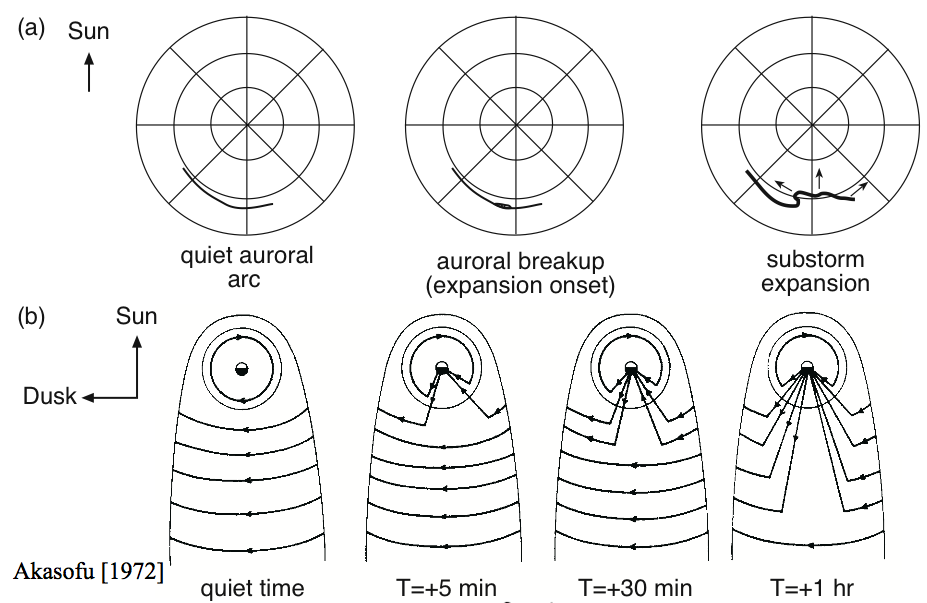 (a)
Sun
quiet auroral
arc
auroral breakup
(expansion onset)
substorm
expansion
(b)
Sun
Dusk
Akasofu [1972]
quiet time
T=+5 min
T=+30 min
T=+1 hr